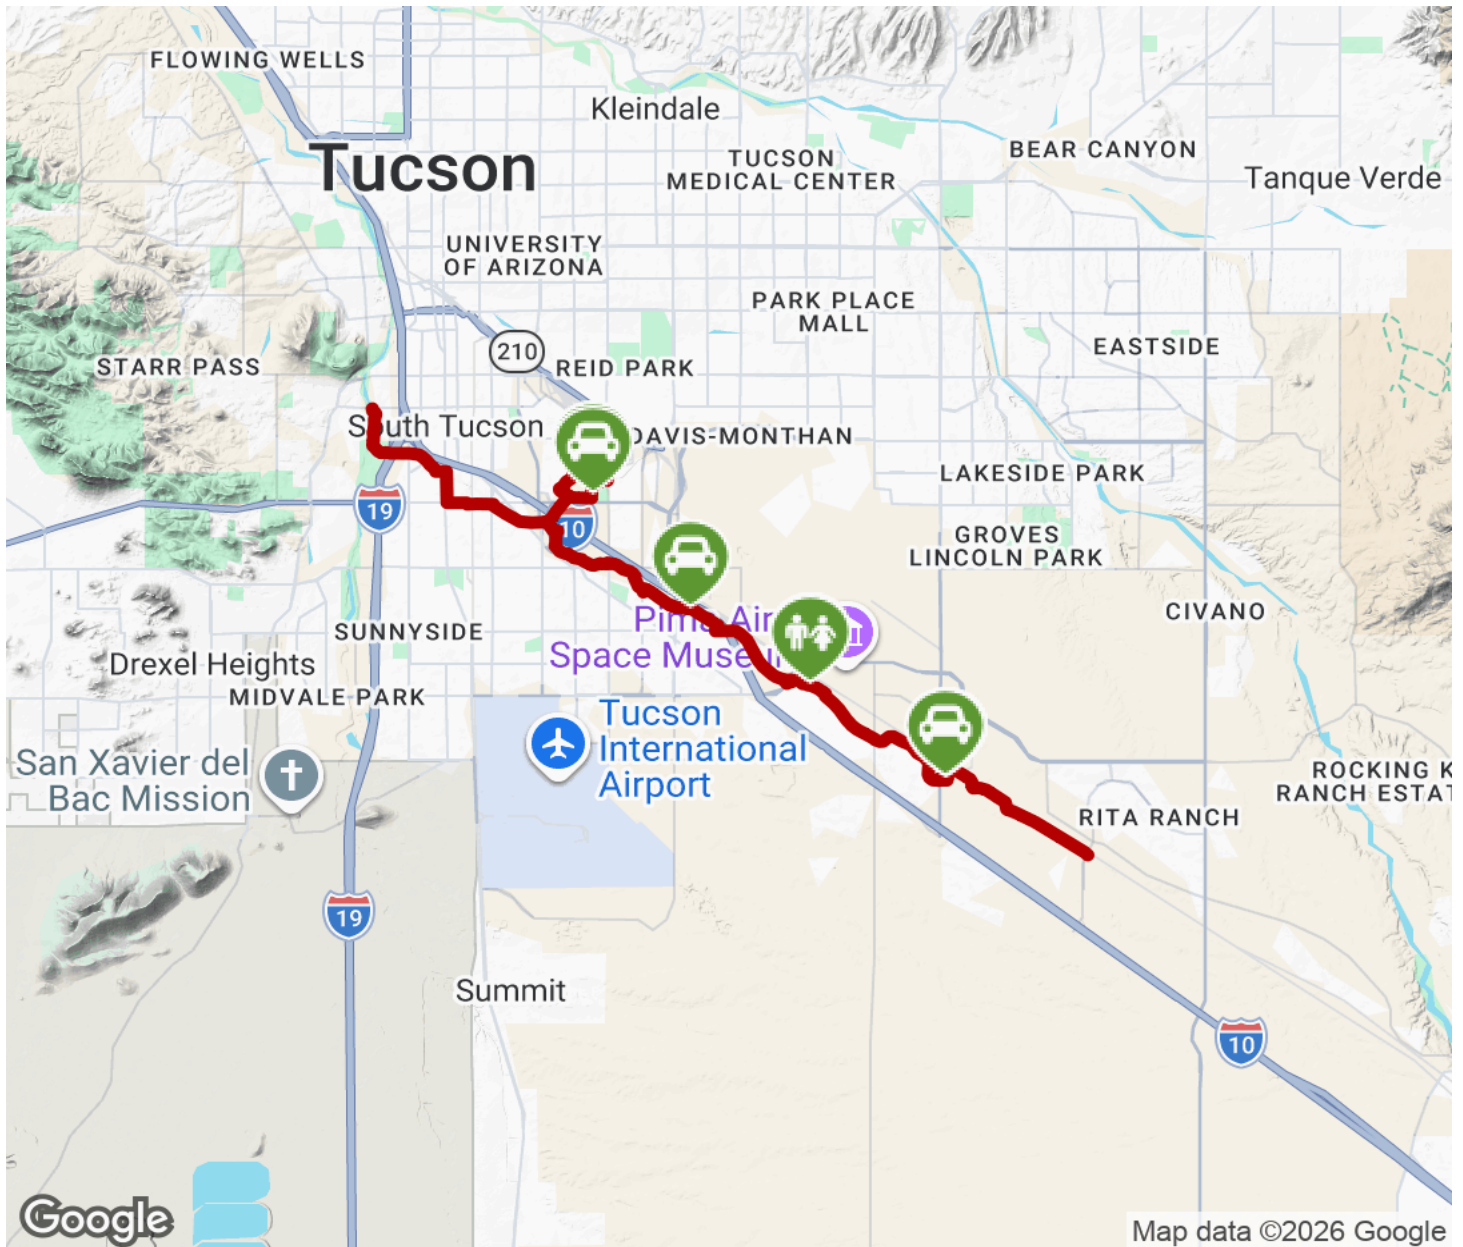 FLOWING WELLS
Kleindale
Tucson
TUCSON
MEDICAL CENTER
BEAR CANYON
Tanque Verde
UNIVERSITY
OF ARIZONA
PARK PLACE
MALL
210
REID PARK
EASTSIDE
STARR PASS
South Tucson
DAVIS-MONTHAN
LAKESIDE PARK
19
10
GROVES
LINCOLN PARK
CIVANO
Pima Air
Space Museu
SUNNYSIDE
Drexel Heights
MIDVALE PARK
Tucson
International
Airport
San Xavier del
Bac Mission
ROCKING K
RANCH ESTAT
RITA RANCH
19
Summit
10
Google
Map data ©2026 Google